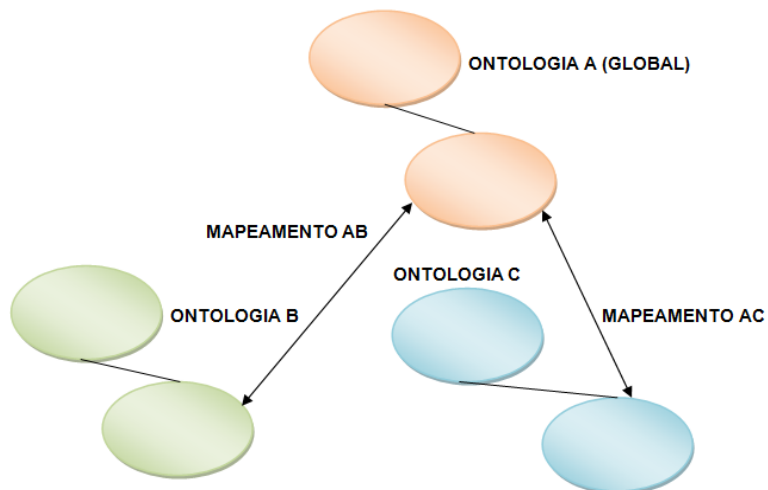 ONTOLOGIA A (GLOBAL)
MAPEAMENTO AB
ONTOLOGIA C
ONTOLOGIA B
MAPEAMENTO AC